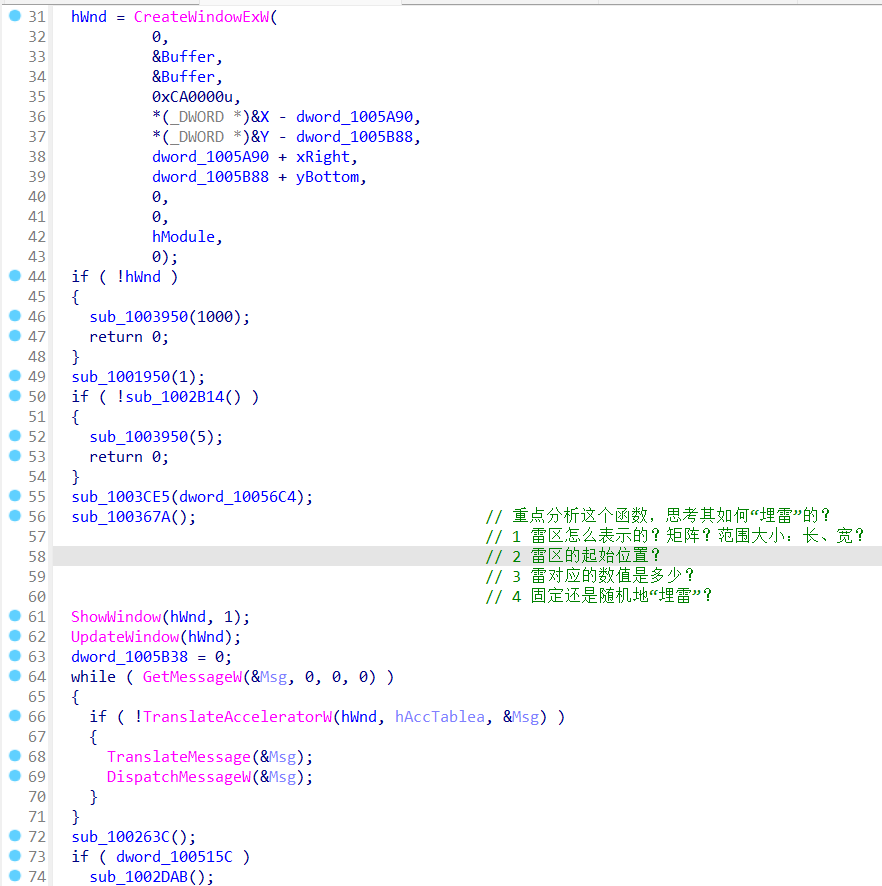 31 hWnd = CreateWindowExW(
32 0,
33 &Buffer,
34 &Buffer,
35 0xCA0000u,
36 *(_DWORD *)&X - dword_1005A90,
37 *(_DWORD *)&Y - dword_1005B88,
38 dword_1005A90 + xRight,
39 dword_1005B88 + yBottom,
40 0,
41 0,
42 hModule,
43 0);
44 if ( !hWnd )
45 {
46 sub_1003950(1000);
47 return 0;
48 }
49 sub_1001950(1);
50 if ( !sub_1002B14() )
51 {
52 sub_1003950(5);
53 return 0;
54 }
55 sub_1003CE5(dword_10056C4);
56 sub_100367A(); // 重点分析这个函数，思考其如何“埋雷”的？
57 // 1 雷区怎么表示的？矩阵？范围大小：长、宽？
58 // 2 雷区的起始位置？
59 // 3 雷对应的数值是多少？
60 // 4 固定还是随机地“埋雷”？
61 ShowWindow(hWnd, 1);
62 UpdateWindow(hWnd);
63 dword_1005B38 = 0;
64 while ( GetMessageW(&Msg, 0, 0, 0) )
65 {
66 if ( !TranslateAcceleratorW(hWnd, hAccTablea, &Msg) )
67 {
68 TranslateMessage(&Msg);
69 DispatchMessageW(&Msg);
70 }
71 }
72 sub_100263C();
73 if ( dword_100515C )
74 sub_1002DAB();